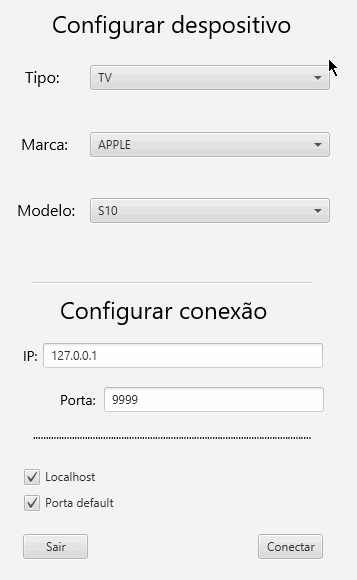 Configurar despositivo
Tipo: TV
Marca: APPLE
Modelo: S10
Configurar conexão
IP: 127.0.0.1
Porta: 9999
Localhost
Porta default
Sair Conectar